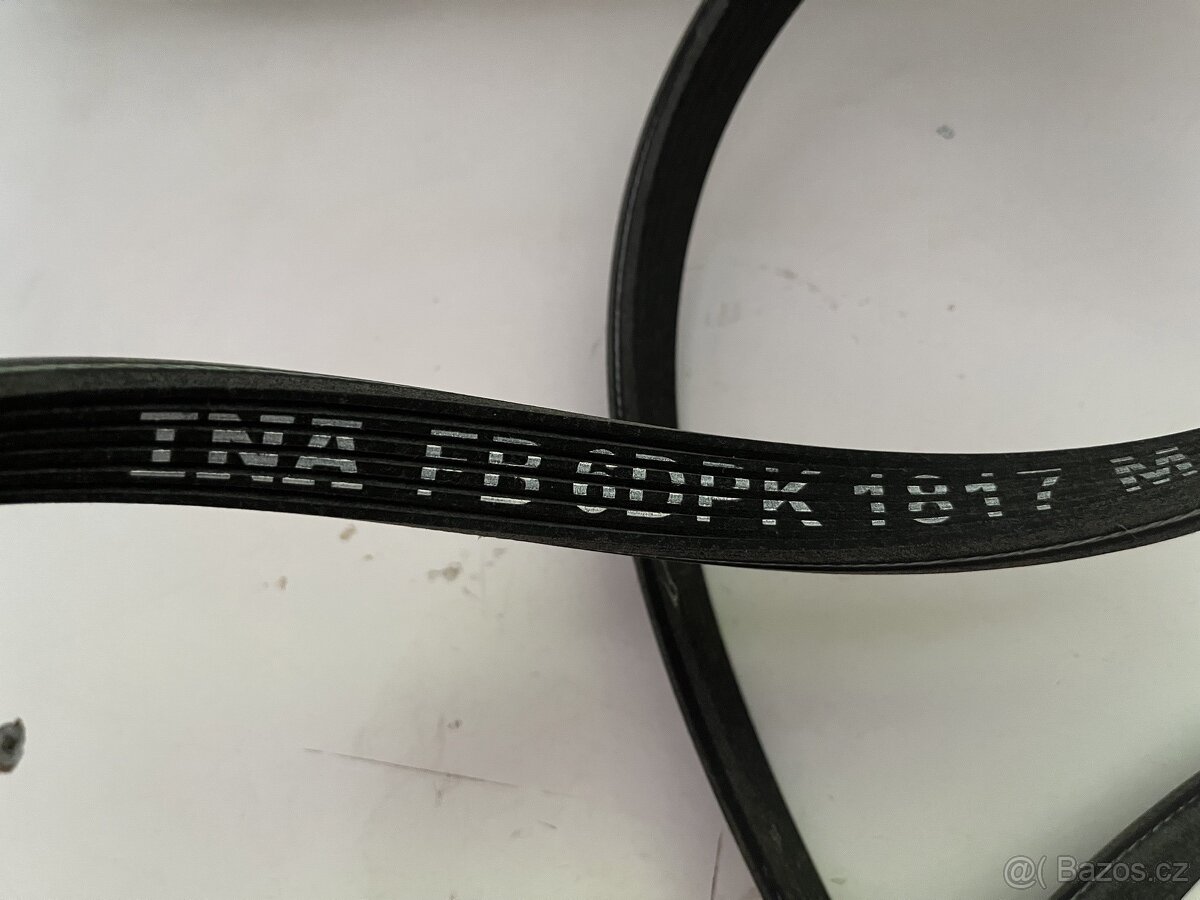 INA FB 6DPK 1817 M
@( Bazos.cz